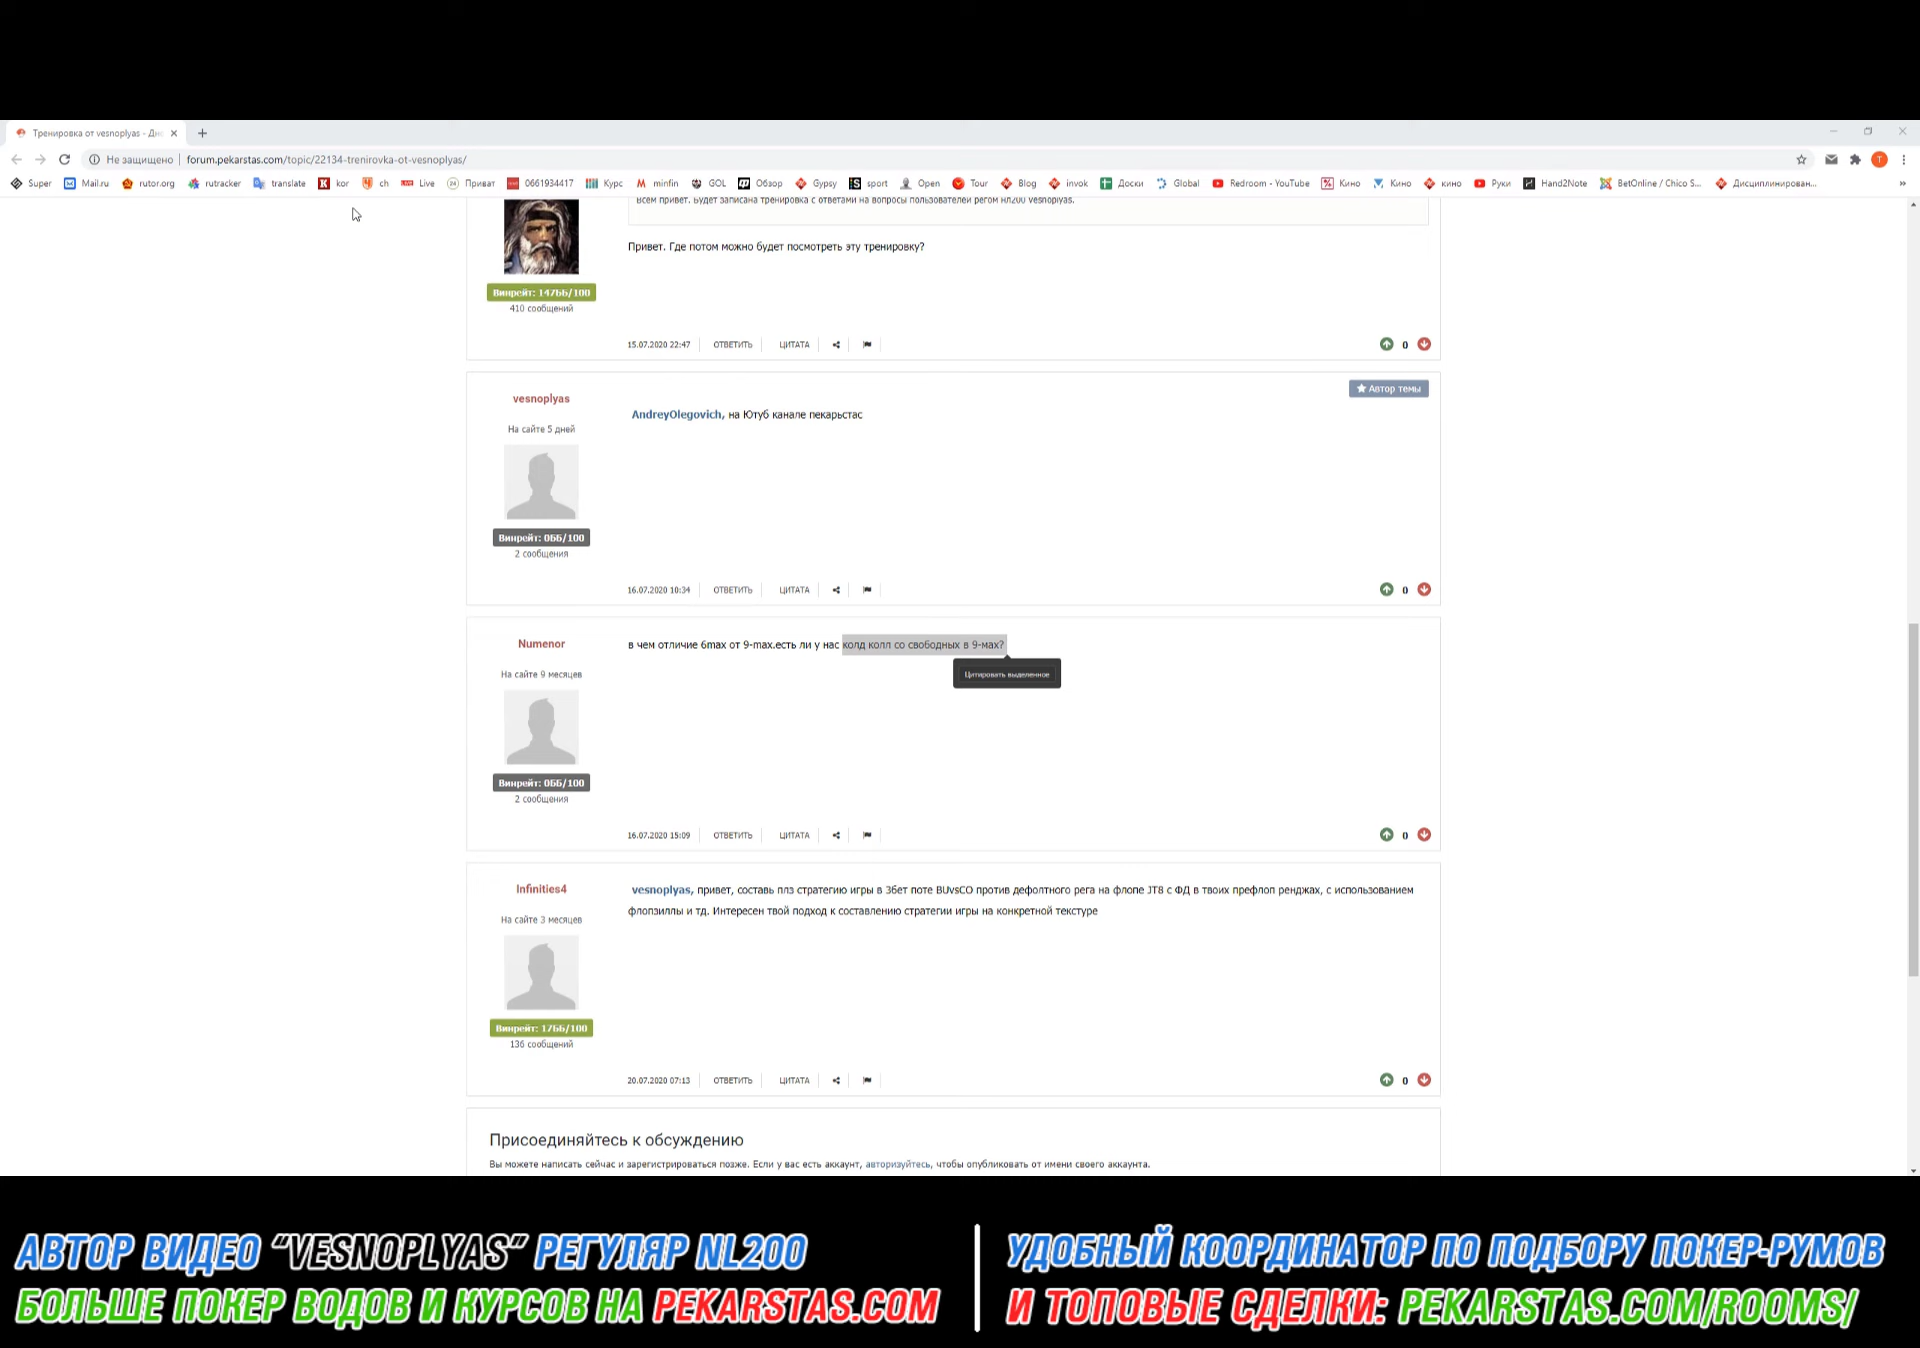 Тренировка от vesnoplyas - Дн
Не защищено
forum.pekarstas.com/topic/22134-trenirovka-ot-vesnoplyas/
Super Mail.ru rutor.org rutracker translate kor ch Live Приват 0661934417 Курс minfin GOL Обзор Gypsy sport Open Tour Blog invok Доски Global Redroom - YouTube Кино Кино кино Руки Hand2Note BetOnline / Chico S... Дисциплинирован...
Всем привет. Будет записана тренировка с ответами на вопросы пользователей регом нл200 vesnoplyas.
Привет. Где потом можно будет посмотреть эту тренировку?
Винрейт: 147ББ/100
410 сообщений
15.07.2020 22:47 ОТВЕТИТЬ ЦИТАТА 0
Автор темы
vesnoplyas
На сайте 5 дней
AndreyOlegovich, на Ютуб канале пекарьстас
Винрейт: 0ББ/100
2 сообщения
16.07.2020 10:34 ОТВЕТИТЬ ЦИТАТА 0
Numenor
На сайте 9 месяцев
в чем отличие 6max от 9-max.есть ли у нас колд колл со свободных в 9-мах?
Цитировать выделенное
Винрейт: 0ББ/100
2 сообщения
16.07.2020 15:09 ОТВЕТИТЬ ЦИТАТА 0
Infinities4
На сайте 3 месяцев
vesnoplyas, привет, составь плз стратегию игры в 3бет поте BUvsCO против дефолтного рега на флопе JT8 с ФД в твоих префлоп ренджах, с использованием
флопзиллы и тд. Интересен твой подход к составлению стратегии игры на конкретной текстуре
Винрейт: 17ББ/100
136 сообщений
20.07.2020 07:13 ОТВЕТИТЬ ЦИТАТА 0
Присоединяйтесь к обсуждению
Вы можете написать сейчас и зарегистрироваться позже. Если у вас есть аккаунт, авторизуйтесь, чтобы опубликовать от имени своего аккаунта.
АВТОР ВИДЕО "VESNOPLYAS" РЕГУЛЯР NL200
БОЛЬШЕ ПОКЕР ВОДОВ И КУРСОВ НА PEKARSTAS.COM
УДОБНЫЙ КООРДИНАТОР ПО ПОДБОРУ ПОКЕР-РУМОВ
И ТОПОВЫЕ СДЕЛКИ: PEKARSTAS.COM/ROOMS/